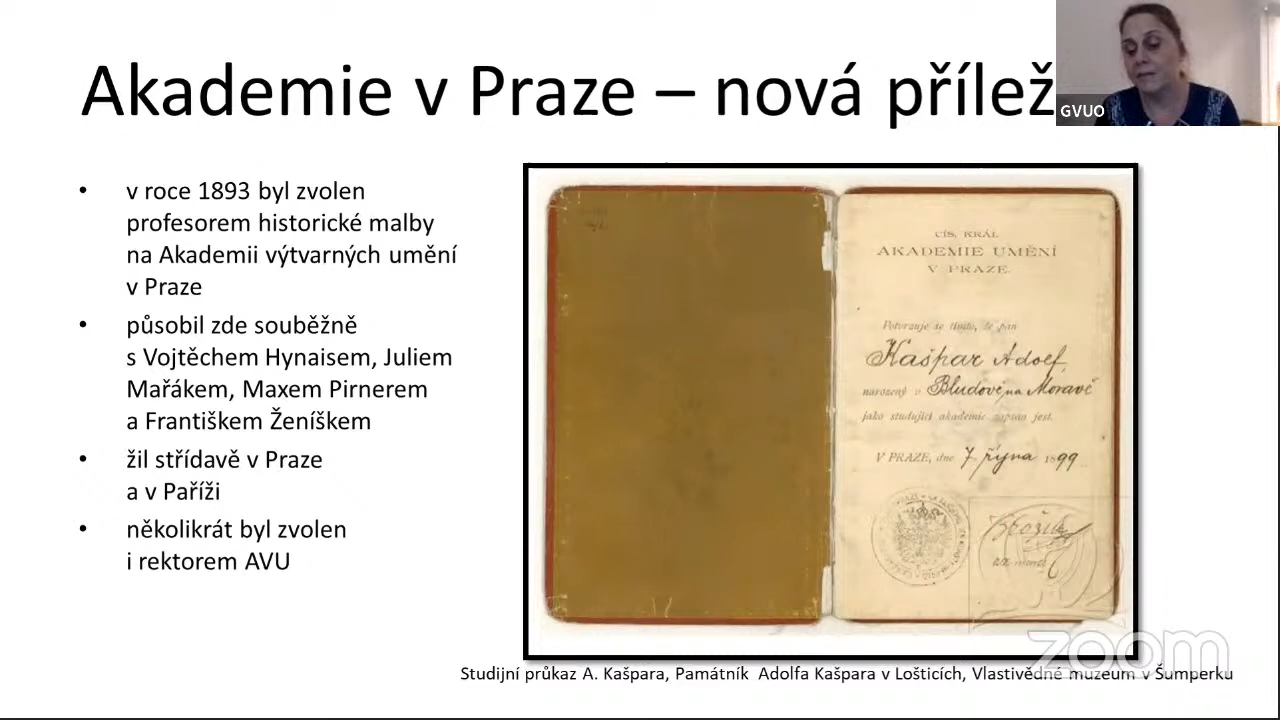 Akademie v Praze – nová přílež
GVUO
• v roce 1893 byl zvolen
profesorem historické malby
na Akademii výtvarných umění
v Praze
• působil zde souběžně
s Vojtěchem Hynaisem, Juliem
Mařákem, Maxem Pirnerem
a Františkem Ženíškem
• žil střídavě v Praze
a v Paříži
• několikrát byl zvolen
i rektorem AVU
CÍS. KRÁL.
AKADEMIE UMĚNÍ
V PRAZE.
Potvrzuje se tímto, že pan
Kašpar Adolf
narozený v Bludově na Moravě
jako studující akademie zapsán jest.
V PRAZE, dne 7 října 1899
zoom
Studijní průkaz A. Kašpara, Památník Adolfa Kašpara v Lošticích, Vlastivědné muzeum v Šumperku